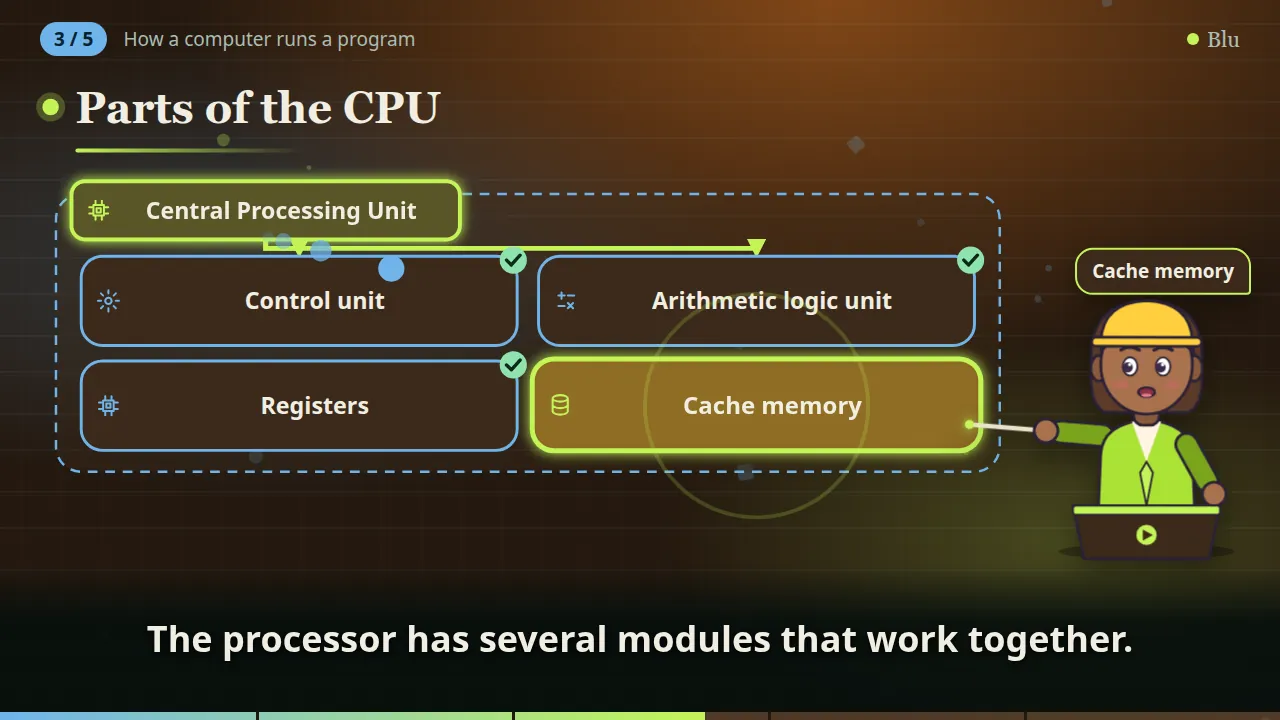 3 / 5
How a computer runs a program
Blu
Parts of the CPU
Central Processing Unit
Control unit
Arithmetic logic unit
Cache memory
Registers
Cache memory
The processor has several modules that work together.